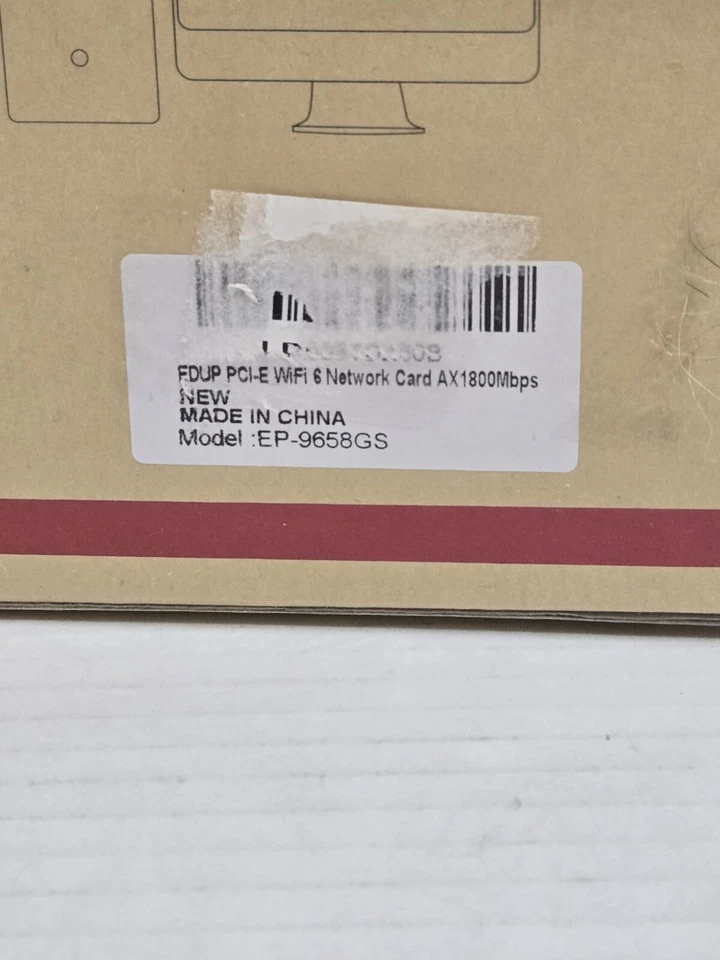 FDUP PCI-E WiFi 6 Network Card AX1800Mbps
NEW
MADE IN CHINA
Model :EP-9658GS